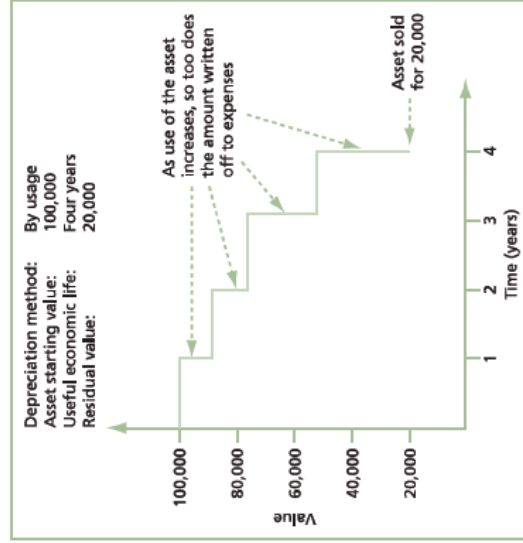 Depreciation method: By usage
Asset starting value: 100,000
Useful economic life: Four years
Residual value: 20,000
As use of the asset
increases, so too does
the amount written
off to expenses
Asset sold
for 20,000
Value
100,000
80,000
60,000
40,000
20,000
1 2 3 4
Time (years)